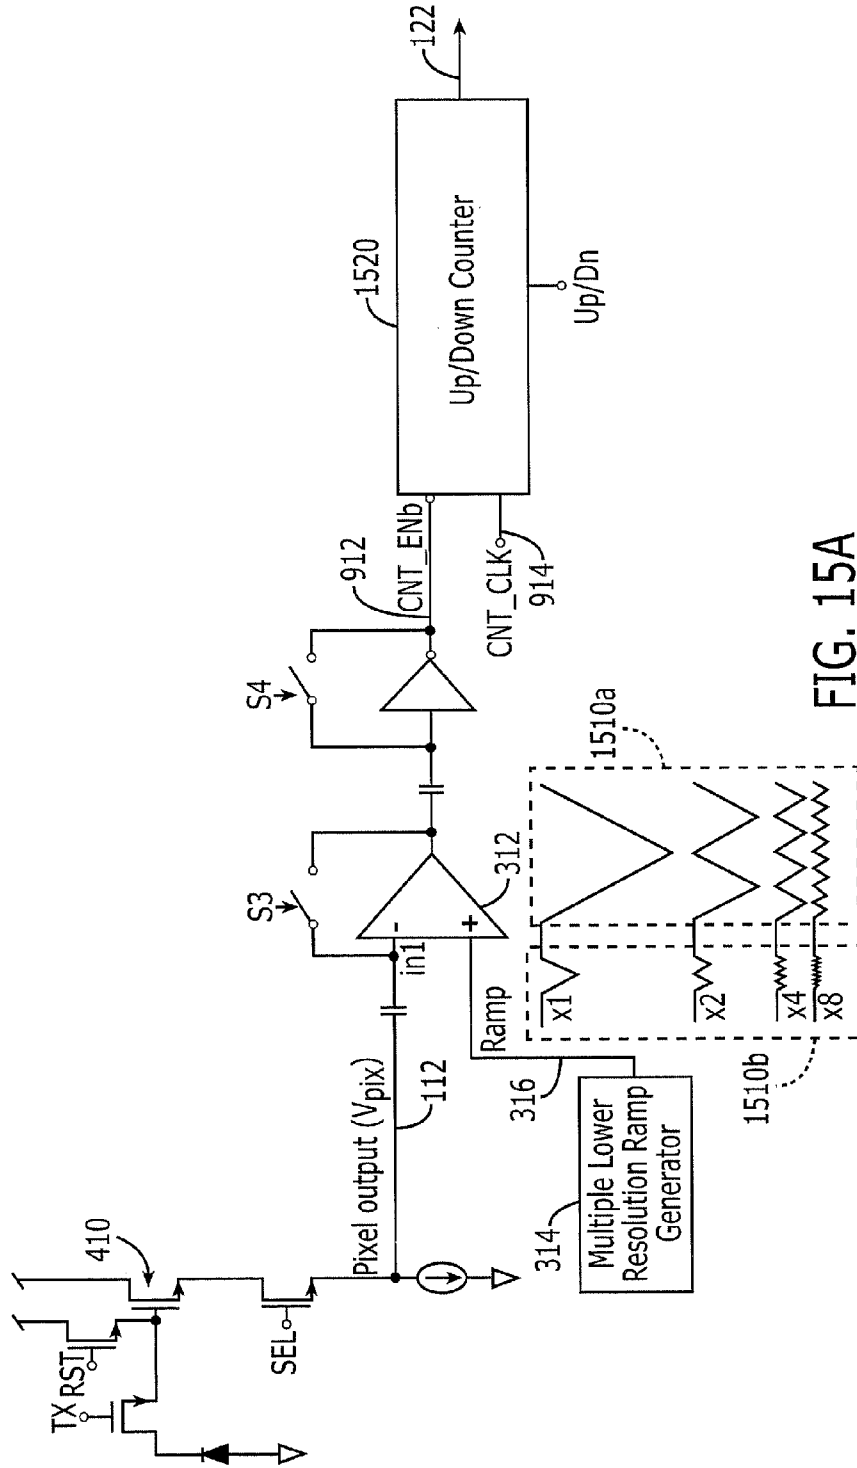 TX
RST
410
SEL
Pixel output (Vpix)
112
in1
-
+
S3
312
Ramp
316
314
Multiple Lower
Resolution Ramp
Generator
S4
912
CNT_ENb
CNT_CLK
914
1520
Up/Down Counter
Up/Dn
122
x1
x2
x4
x8
1510a
1510b
FIG. 15A